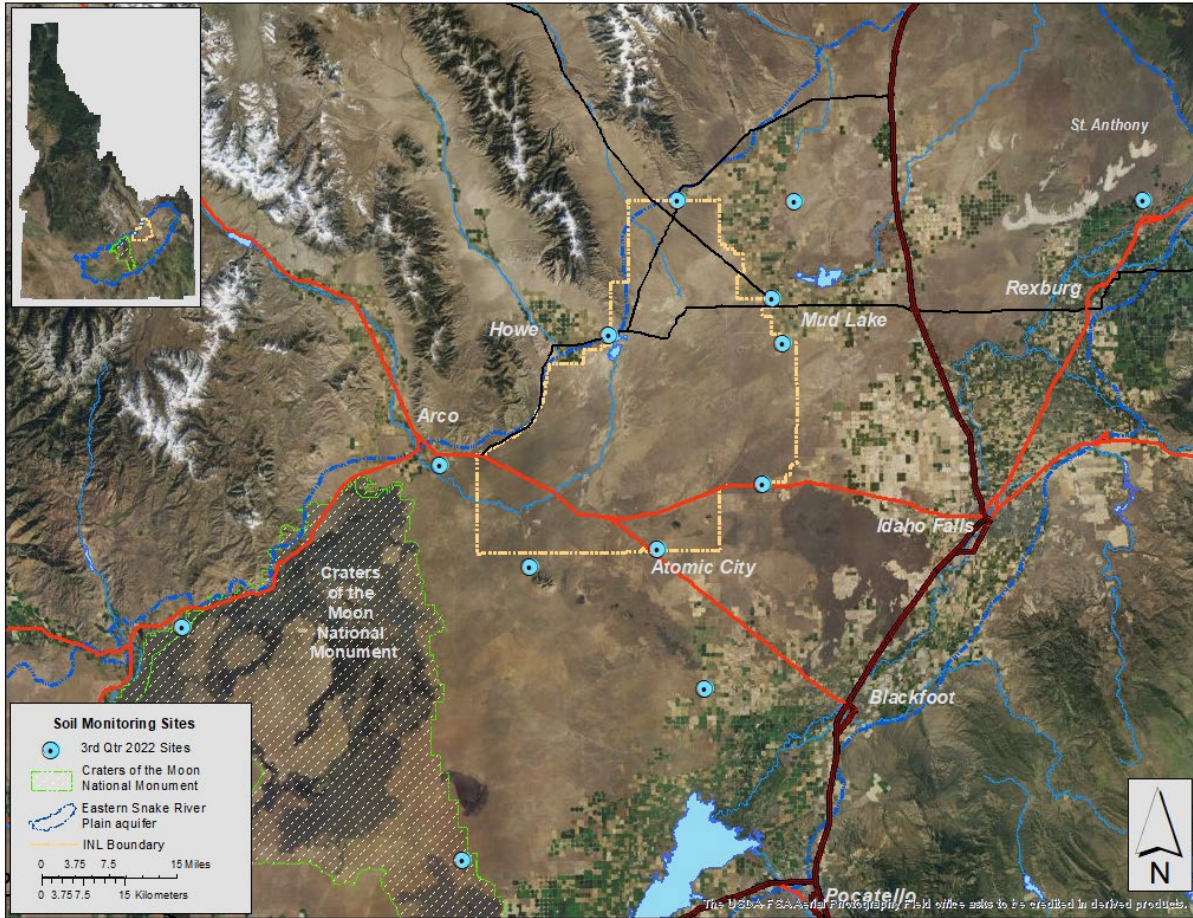 St. Anthony
Rexburg
Howe
Mud Lake
Arco
Idaho Falls
Atomic City
Craters
of the
Moon
National
Monument
Blackfoot
Pocatello
Soil Monitoring Sites
3rd Qtr 2022 Sites
Craters of the Moon
National Monument
Eastern Snake River
Plain aquifer
INL Boundary
0 3.75 7.5 15 Miles
0 3.75 7.5 15 Kilometers
N
The USDA-FSA Aerial Photography Field office asks to be credited in derived products.